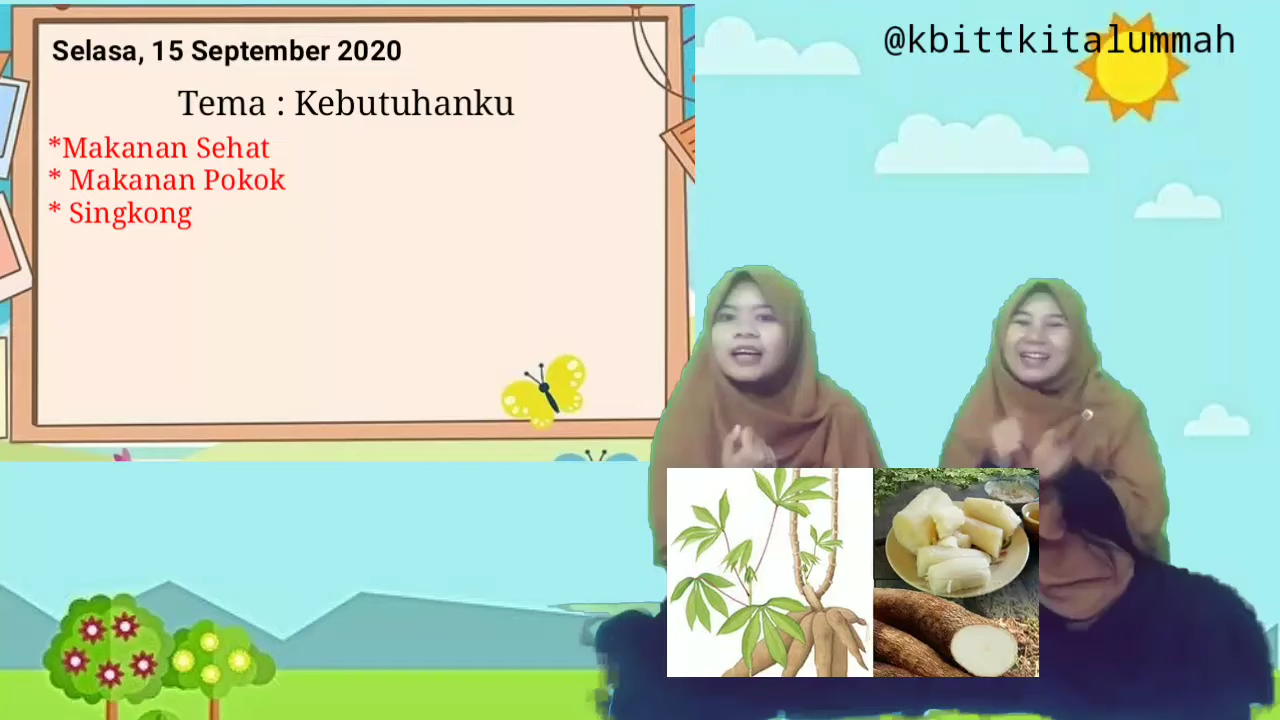 Selasa, 15 September 2020
@kbittkitalummah
Tema : Kebutuhanku
*Makanan Sehat
* Makanan Pokok
* Singkong